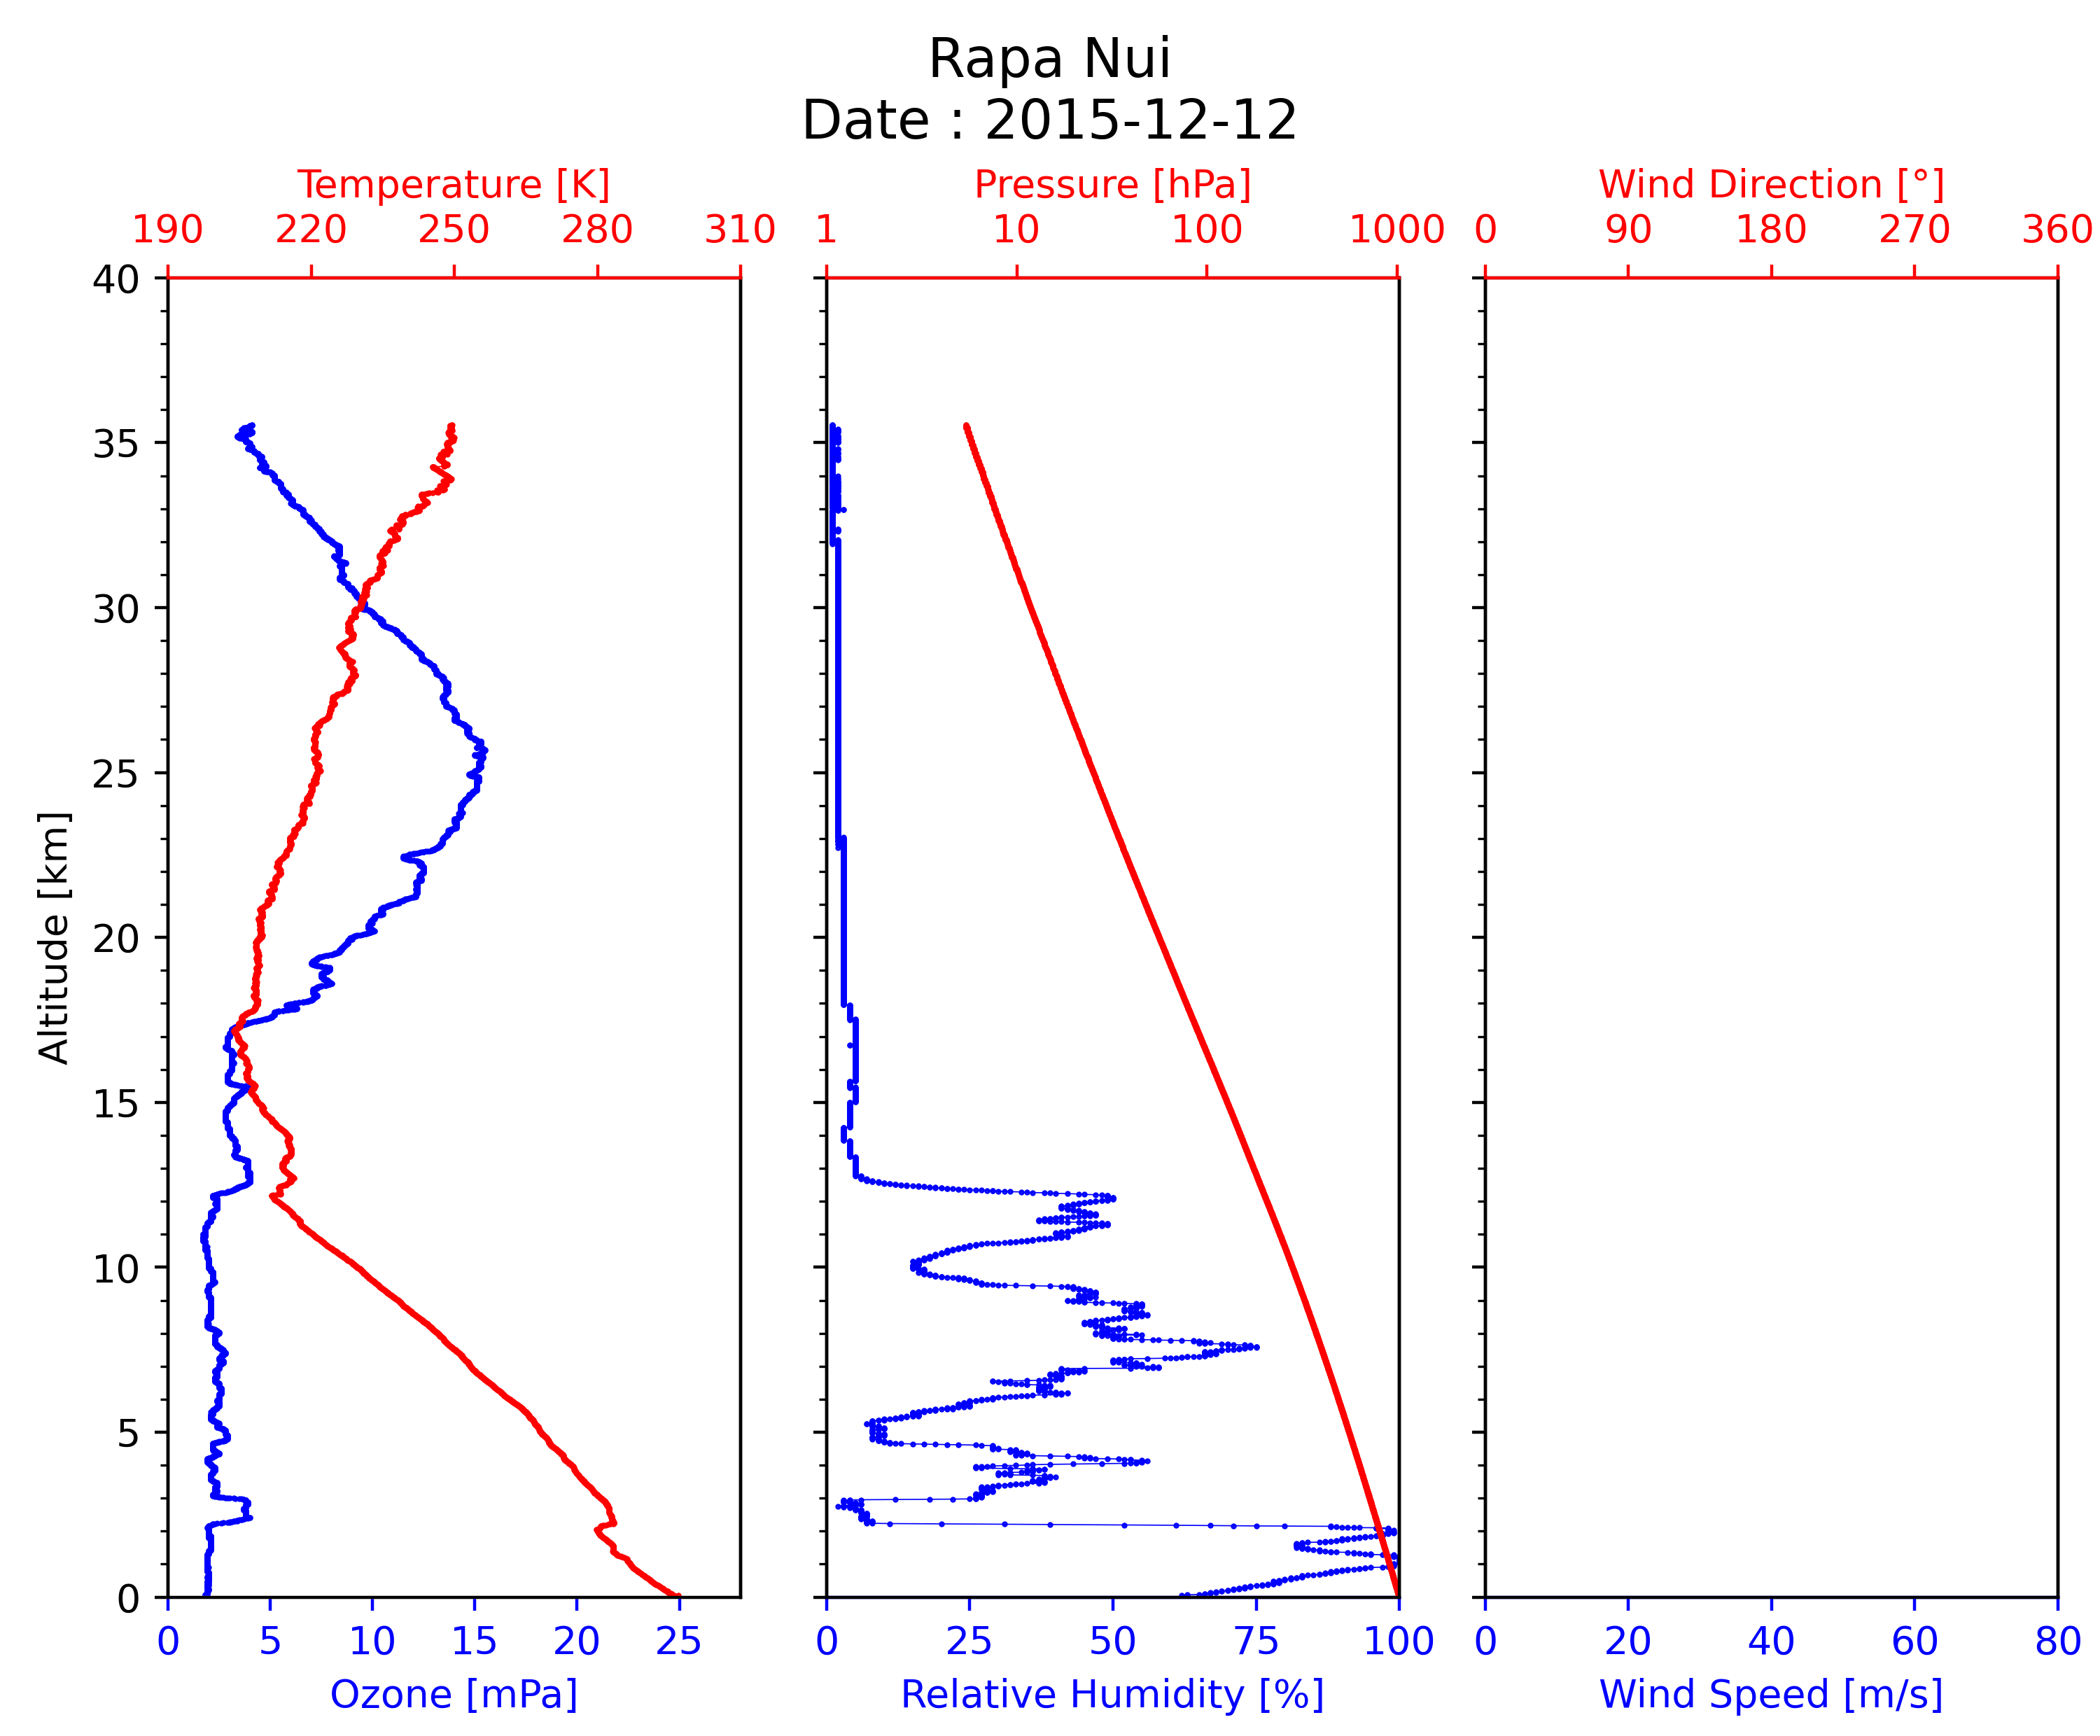 Rapa Nui
Date : 2015-12-12
Temperature [K]
Pressure [hPa]
Wind Direction [°]
190 220 250 280 310
1 10 100 1000
0 90 180 270 360
40
35
30
25
20
15
10
5
0
Altitude [km]
0 5 10 15 20 25
0 25 50 75 100
0 20 40 60 80
Ozone [mPa]
Relative Humidity [%]
Wind Speed [m/s]